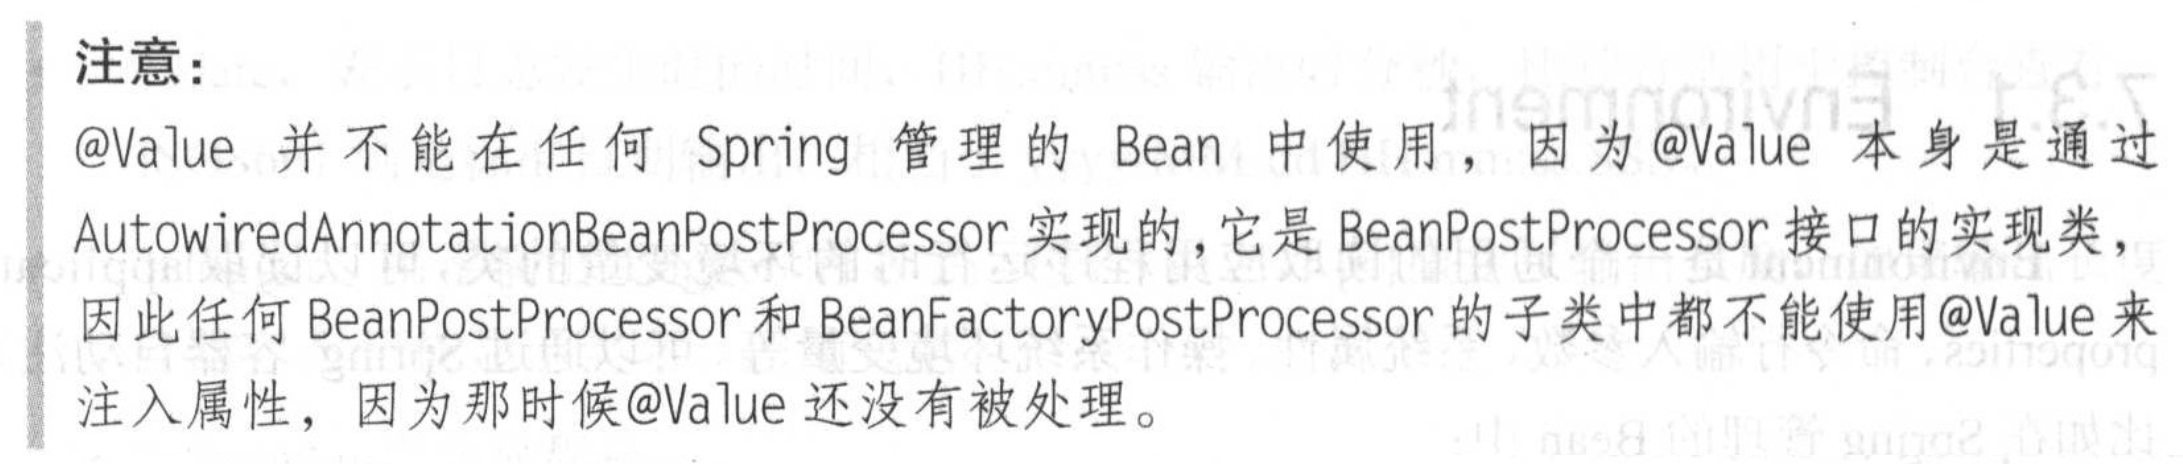 注意：
@Value 并不能在任何 Spring 管理的 Bean 中使用，因为@Value 本身是通过
AutowiredAnnotationBeanPostProcessor 实现的,它是 BeanPostProcessor 接口的实现类，
因此任何 BeanPostProcessor 和 BeanFactoryPostProcessor 的子类中都不能使用@Value 来
注入属性，因为那时候@Value 还没有被处理。